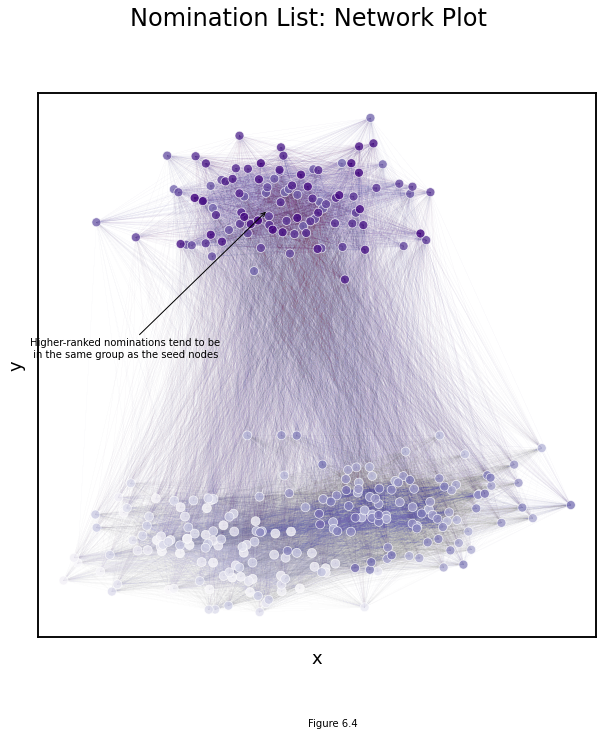 Nomination List: Network Plot
Higher-ranked nominations tend to be
in the same group as the seed nodes
y
x
Figure 6.4